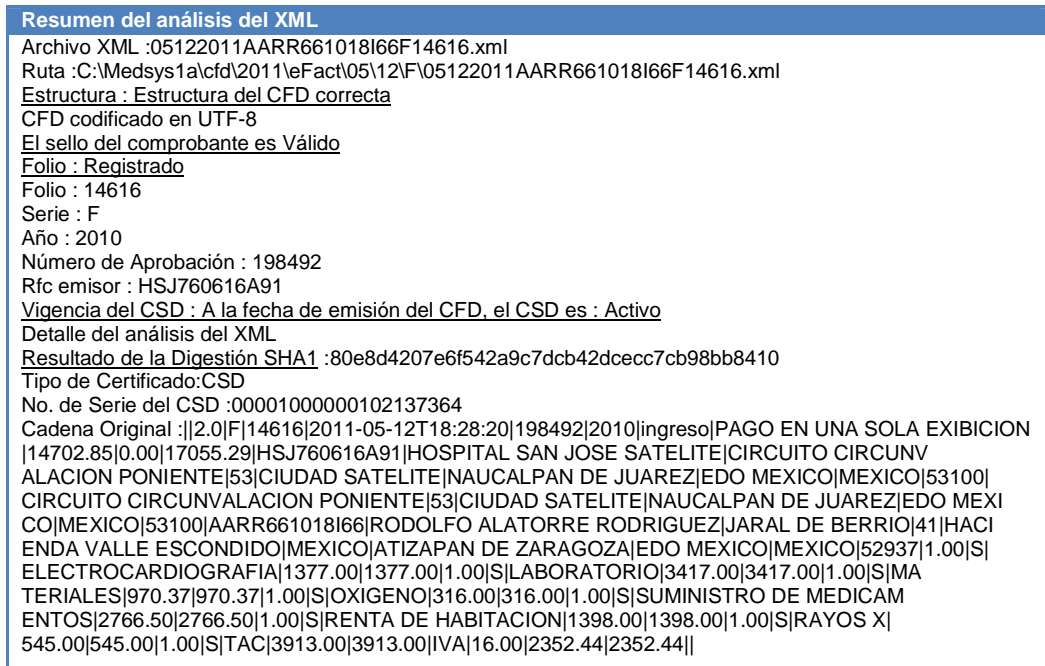 Resumen del análisis del XML
Archivo XML :05122011AARR661018I66F14616.xml
Ruta :C:\Medsys1a\cfd\2011\eFact\05\12\F\05122011AARR661018I66F14616.xml
Estructura : Estructura del CFD correcta
CFD codificado en UTF-8
El sello del comprobante es Válido
Folio : Registrado
Folio : 14616
Serie : F
Año : 2010
Número de Aprobación : 198492
Rfc emisor : HSJ760616A91
Vigencia del CSD : A la fecha de emisión del CFD, el CSD es : Activo
Detalle del análisis del XML
Resultado de la Digestión SHA1 :80e8d4207e6f542a9c7dcb42dcecc7cb98bb8410
Tipo de Certificado:CSD
No. de Serie del CSD :00001000000102137364
Cadena Original :||2.0|F|14616|2011-05-12T18:28:20|198492|2010|ingreso|PAGO EN UNA SOLA EXIBICION
|14702.85|0.00|17055.29|HSJ760616A91|HOSPITAL SAN JOSE SATELITE|CIRCUITO CIRCUNV
ALACION PONIENTE|53|CIUDAD SATELITE|NAUCALPAN DE JUAREZ|EDO MEXICO|MEXICO|53100|
CIRCUITO CIRCUNVALACION PONIENTE|53|CIUDAD SATELITE|NAUCALPAN DE JUAREZ|EDO MEXI
CO|MEXICO|53100|AARR661018I66|RODOLFO ALATORRE RODRIGUEZ|JARAL DE BERRIO|41|HACI
ENDA VALLE ESCONDIDO|MEXICO|ATIZAPAN DE ZARAGOZA|EDO MEXICO|MEXICO|52937|1.00|S|
ELECTROCARDIOGRAFIA|1377.00|1377.00|1.00|S|LABORATORIO|3417.00|3417.00|1.00|S|MA
TERIALES|970.37|970.37|1.00|S|OXIGENO|316.00|316.00|1.00|S|SUMINISTRO DE MEDICAM
ENTOS|2766.50|2766.50|1.00|S|RENTA DE HABITACION|1398.00|1398.00|1.00|S|RAYOS X|
545.00|545.00|1.00|S|TAC|3913.00|3913.00||IVA|16.00|2352.44|2352.44||